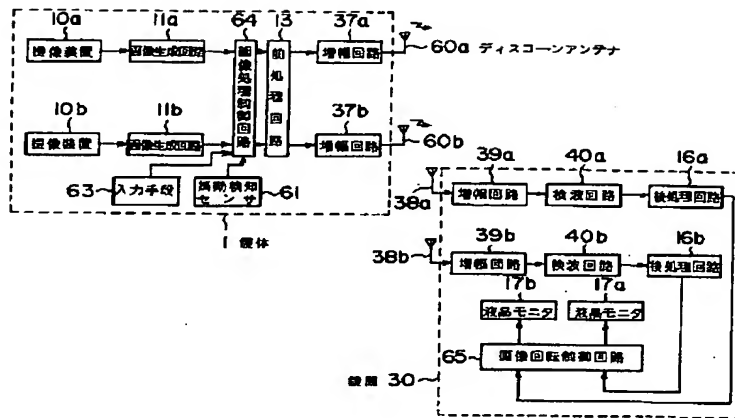 10a 11a 64 13 37a
撮像装置 画像生成回路 画像処理制御回路 前処理回路 増幅回路
60a ディスコーンアンテナ
10b 11b 37b
撮像装置 画像生成回路 増幅回路
60b
63 入力手段 振動検知センサ 61
1 鏡体
39a 40a 16a
38a 増幅回路 検波回路 後処理回路
39b 40b 16b
38b 増幅回路 検波回路 後処理回路
17b 17a
液晶モニタ 液晶モニタ
65 画像回転制御回路
30